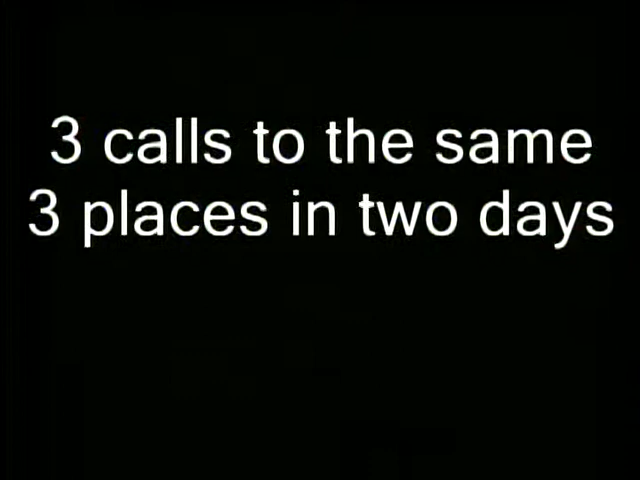 3 calls to the same
3 places in two days